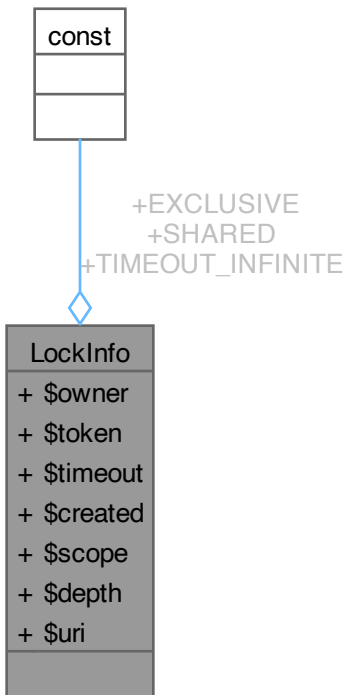 const
+EXCLUSIVE
+SHARED
+TIMEOUT_INFINITE
LockInfo
+ $owner
+ $token
+ $timeout
+ $created
+ $scope
+ $depth
+ $uri